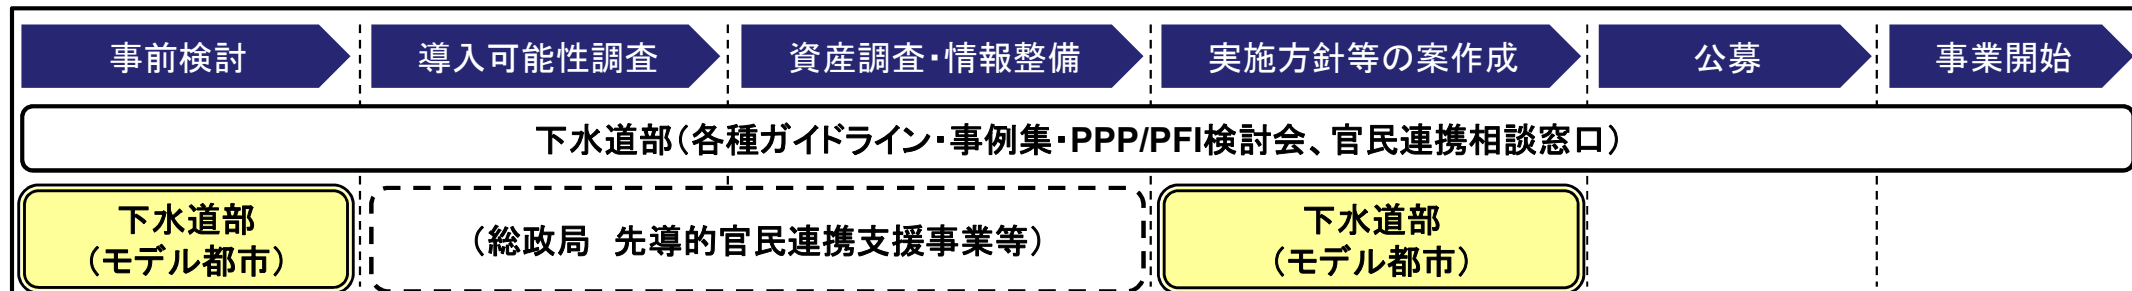 事前検討
導入可能性調査
資産調査・情報整備
実施方針等の案作成
公募
事業開始
下水道部（各種ガイドライン・事例集・PPP/PFI検討会、官民連携相談窓口）
下水道部
（モデル都市）
（総政局　先導的官民連携支援事業等）
下水道部
（モデル都市）